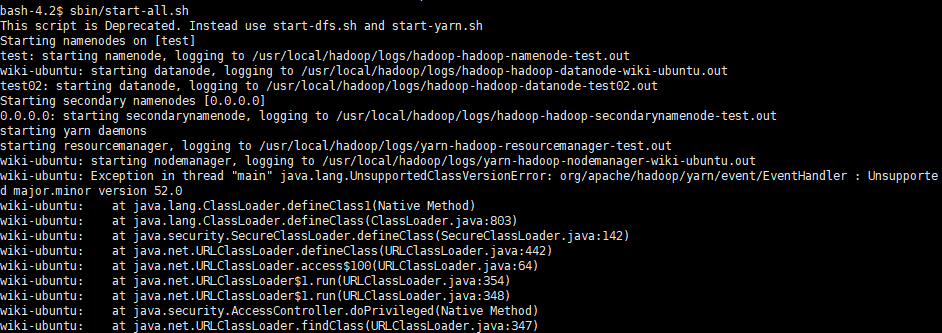 bash-4.2$ sbin/start-all.sh
This script is Deprecated. Instead use start-dfs.sh and start-yarn.sh
Starting namenodes on [test]
test: starting namenode, logging to /usr/local/hadoop/logs/hadoop-hadoop-namenode-test.out
wiki-ubuntu: starting datanode, logging to /usr/local/hadoop/logs/hadoop-hadoop-datanode-wiki-ubuntu.out
test02: starting datanode, logging to /usr/local/hadoop/logs/hadoop-hadoop-datanode-test02.out
Starting secondary namenodes [0.0.0.0]
0.0.0.0: starting secondarynamenode, logging to /usr/local/hadoop/logs/hadoop-hadoop-secondarynamenode-test.out
starting yarn daemons
starting resourcemanager, logging to /usr/local/hadoop/logs/yarn-hadoop-resourcemanager-test.out
wiki-ubuntu: starting nodemanager, logging to /usr/local/hadoop/logs/yarn-hadoop-nodemanager-wiki-ubuntu.out
wiki-ubuntu: Exception in thread "main" java.lang.UnsupportedClassVersionError: org/apache/hadoop/yarn/event/EventHandler : Unsupporte
d major.minor version 52.0
wiki-ubuntu:    at java.lang.ClassLoader.defineClass1(Native Method)
wiki-ubuntu:    at java.lang.ClassLoader.defineClass(ClassLoader.java:803)
wiki-ubuntu:    at java.security.SecureClassLoader.defineClass(SecureClassLoader.java:142)
wiki-ubuntu:    at java.net.URLClassLoader.defineClass(URLClassLoader.java:442)
wiki-ubuntu:    at java.net.URLClassLoader.access$100(URLClassLoader.java:64)
wiki-ubuntu:    at java.net.URLClassLoader$1.run(URLClassLoader.java:354)
wiki-ubuntu:    at java.net.URLClassLoader$1.run(URLClassLoader.java:348)
wiki-ubuntu:    at java.security.AccessController.doPrivileged(Native Method)
wiki-ubuntu:    at java.net.URLClassLoader.findClass(URLClassLoader.java:347)